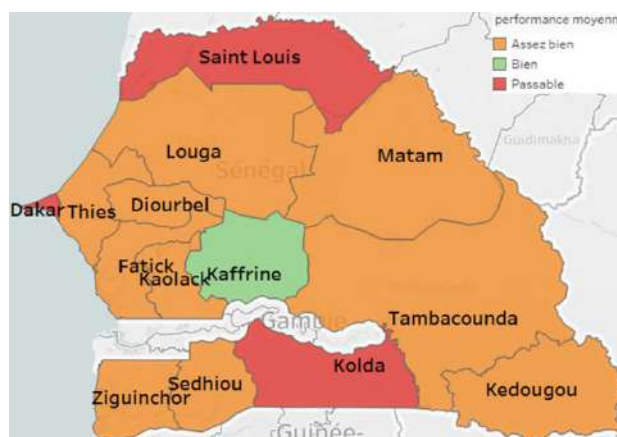 performance moyenne
Assez bien
Bien
Passable
Saint Louis
Louga
Sénégal
Matam
Guidimakha
Dakar
Thies
Diourbel
Fatick
Kaolack
Kaffrine
Gambie
Tambacounda
Kolda
Sedhiou
Ziguinchor
Kedougou
Guinée-